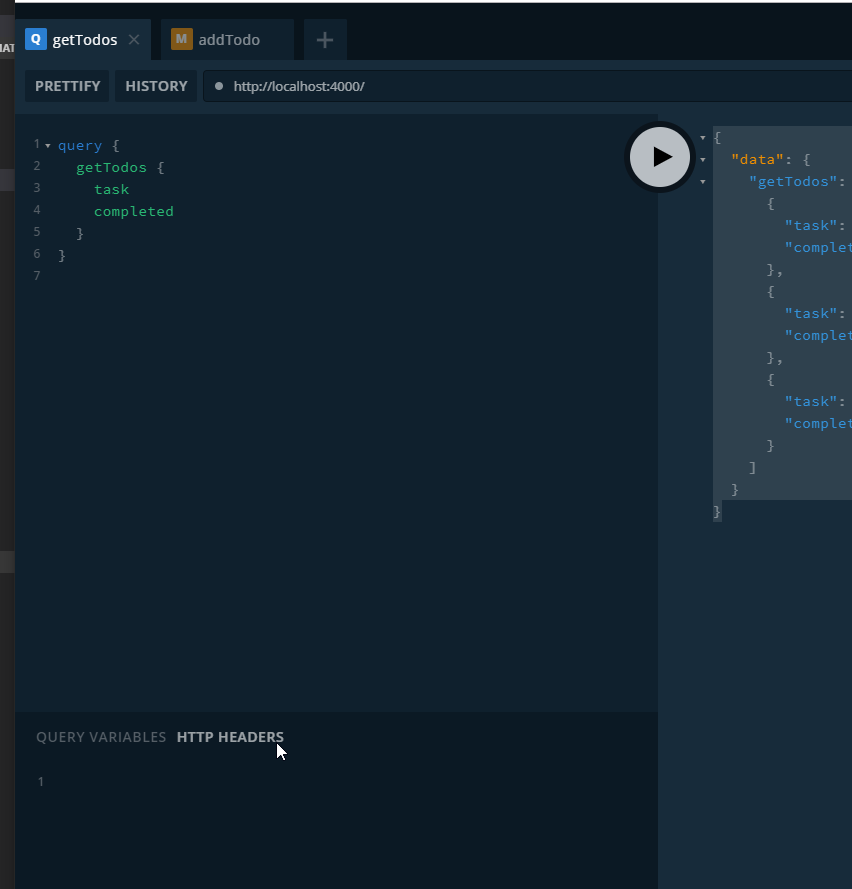 Q getTodos × M addTodo +
MAT
PRETTIFY HISTORY http://localhost:4000/
1 query {
2 getTodos {
3 task
4 completed
5 }
6 }
7
{
"data": {
"getTodos":
{
"task":
"complet
},
{
"task":
"complet
},
{
"task":
"complet
}
]
}
}
QUERY VARIABLES HTTP HEADERS
1